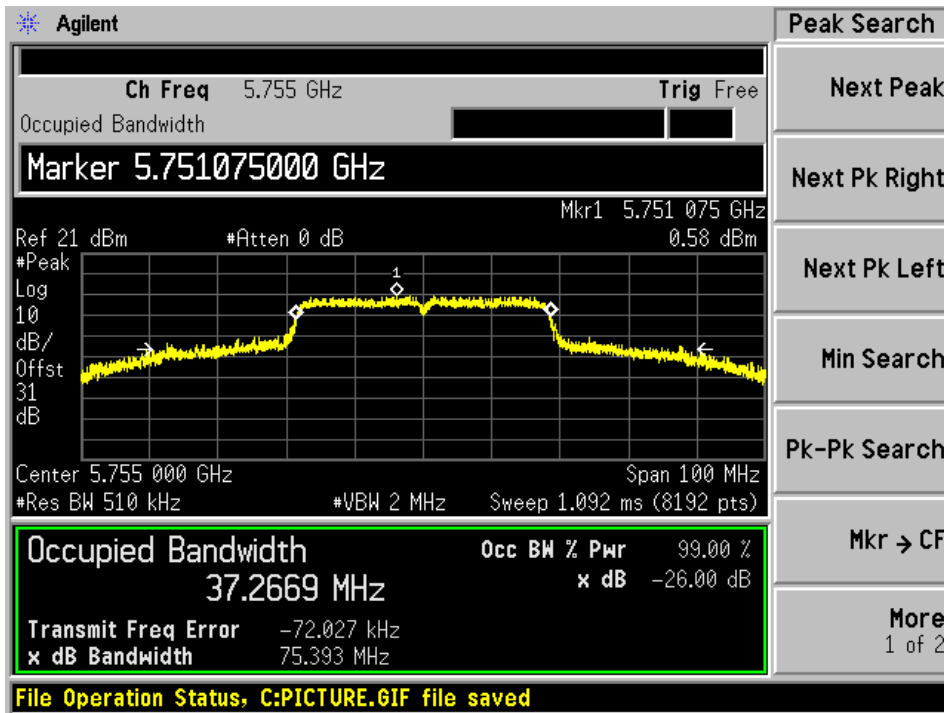 Agilent
Peak Search
Ch Freq 5.755 GHz Trig Free
Occupied Bandwidth
Marker 5.751075000 GHz
Mkr1 5.751 075 GHz
Ref 21 dBm #Atten 0 dB 0.58 dBm
#Peak
Log
10
dB/
Offst
31
dB
1
Center 5.755 000 GHz Span 100 MHz
#Res BW 510 kHz #VBW 2 MHz Sweep 1.092 ms (8192 pts)
Occupied Bandwidth Occ BW % Pwr 99.00 %
37.2669 MHz x dB -26.00 dB
Transmit Freq Error -72.027 kHz
x dB Bandwidth 75.393 MHz
File Operation Status, C:PICTURE.GIF file saved
Next Peak
Next Pk Right
Next Pk Left
Min Search
Pk-Pk Search
Mkr → CF
More
1 of 2